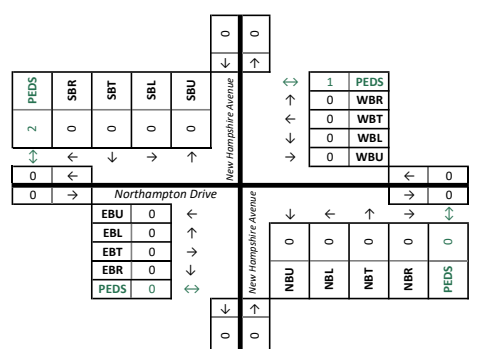 0 0
↓ ↑
PEDS SBR SBT SBL SBU
2 0 0 0 0
↕ ← ↓ → ↑
New Hampshire Avenue
↔ 1 PEDS
↑ 0 WBR
← 0 WBT
↓ 0 WBL
→ 0 WBU
0 ←
← 0
0 →
Northampton Drive
→ 0
EBU 0 ←
EBL 0 ↑
EBT 0 →
EBR 0 ↓
PEDS 0 ↔
New Hampshire Avenue
↓ ← ↑ → ↕
0 0 0 0 0
NBU NBL NBT NBR PEDS
↓ ↑
0 0